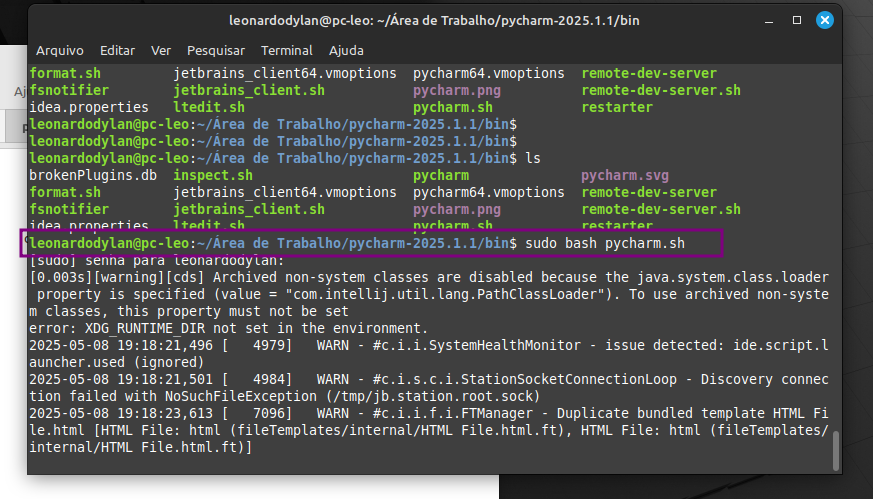 leonardodylan@pc-leo: ~/Área de Trabalho/pycharm-2025.1.1/bin
Arquivo Editar Ver Pesquisar Terminal Ajuda
format.sh jetbrains_client64.vmoptions pycharm64.vmoptions remote-dev-server
fsnotifier jetbrains_client.sh pycharm.png remote-dev-server.sh
idea.properties ltedit.sh pycharm.sh restarter
leonardodylan@pc-leo:~/Área de Trabalho/pycharm-2025.1.1/bin$
leonardodylan@pc-leo:~/Área de Trabalho/pycharm-2025.1.1/bin$
leonardodylan@pc-leo:~/Área de Trabalho/pycharm-2025.1.1/bin$ ls
brokenPlugins.db inspect.sh pycharm pycharm.svg
format.sh jetbrains_client64.vmoptions pycharm64.vmoptions remote-dev-server
fsnotifier jetbrains_client.sh pycharm.png remote-dev-server.sh
idea.properties ltedit.sh pycharm.sh restarter
leonardodylan@pc-leo:~/Área de Trabalho/pycharm-2025.1.1/bin$ sudo bash pycharm.sh
[sudo] senha para leonardodylan:
[0.003s][warning][cds] Archived non-system classes are disabled because the java.system.class.loader
property is specified (value = "com.intellij.util.lang.PathClassLoader"). To use archived non-syste
m classes, this property must not be set
error: XDG_RUNTIME_DIR not set in the environment.
2025-05-08 19:18:21,496 [ 4979] WARN - #c.i.i.SystemHealthMonitor - issue detected: ide.script.l
auncher.used (ignored)
2025-05-08 19:18:21,501 [ 4984] WARN - #c.i.s.c.i.StationSocketConnectionLoop - Discovery connec
tion failed with NoSuchFileException (/tmp/jb.station.root.sock)
2025-05-08 19:18:23,613 [ 7096] WARN - #c.i.i.f.i.FTManager - Duplicate bundled template HTML Fi
le.html [HTML File: html (fileTemplates/internal/HTML File.html.ft), HTML File: html (fileTemplates/
internal/HTML File.html.ft)]